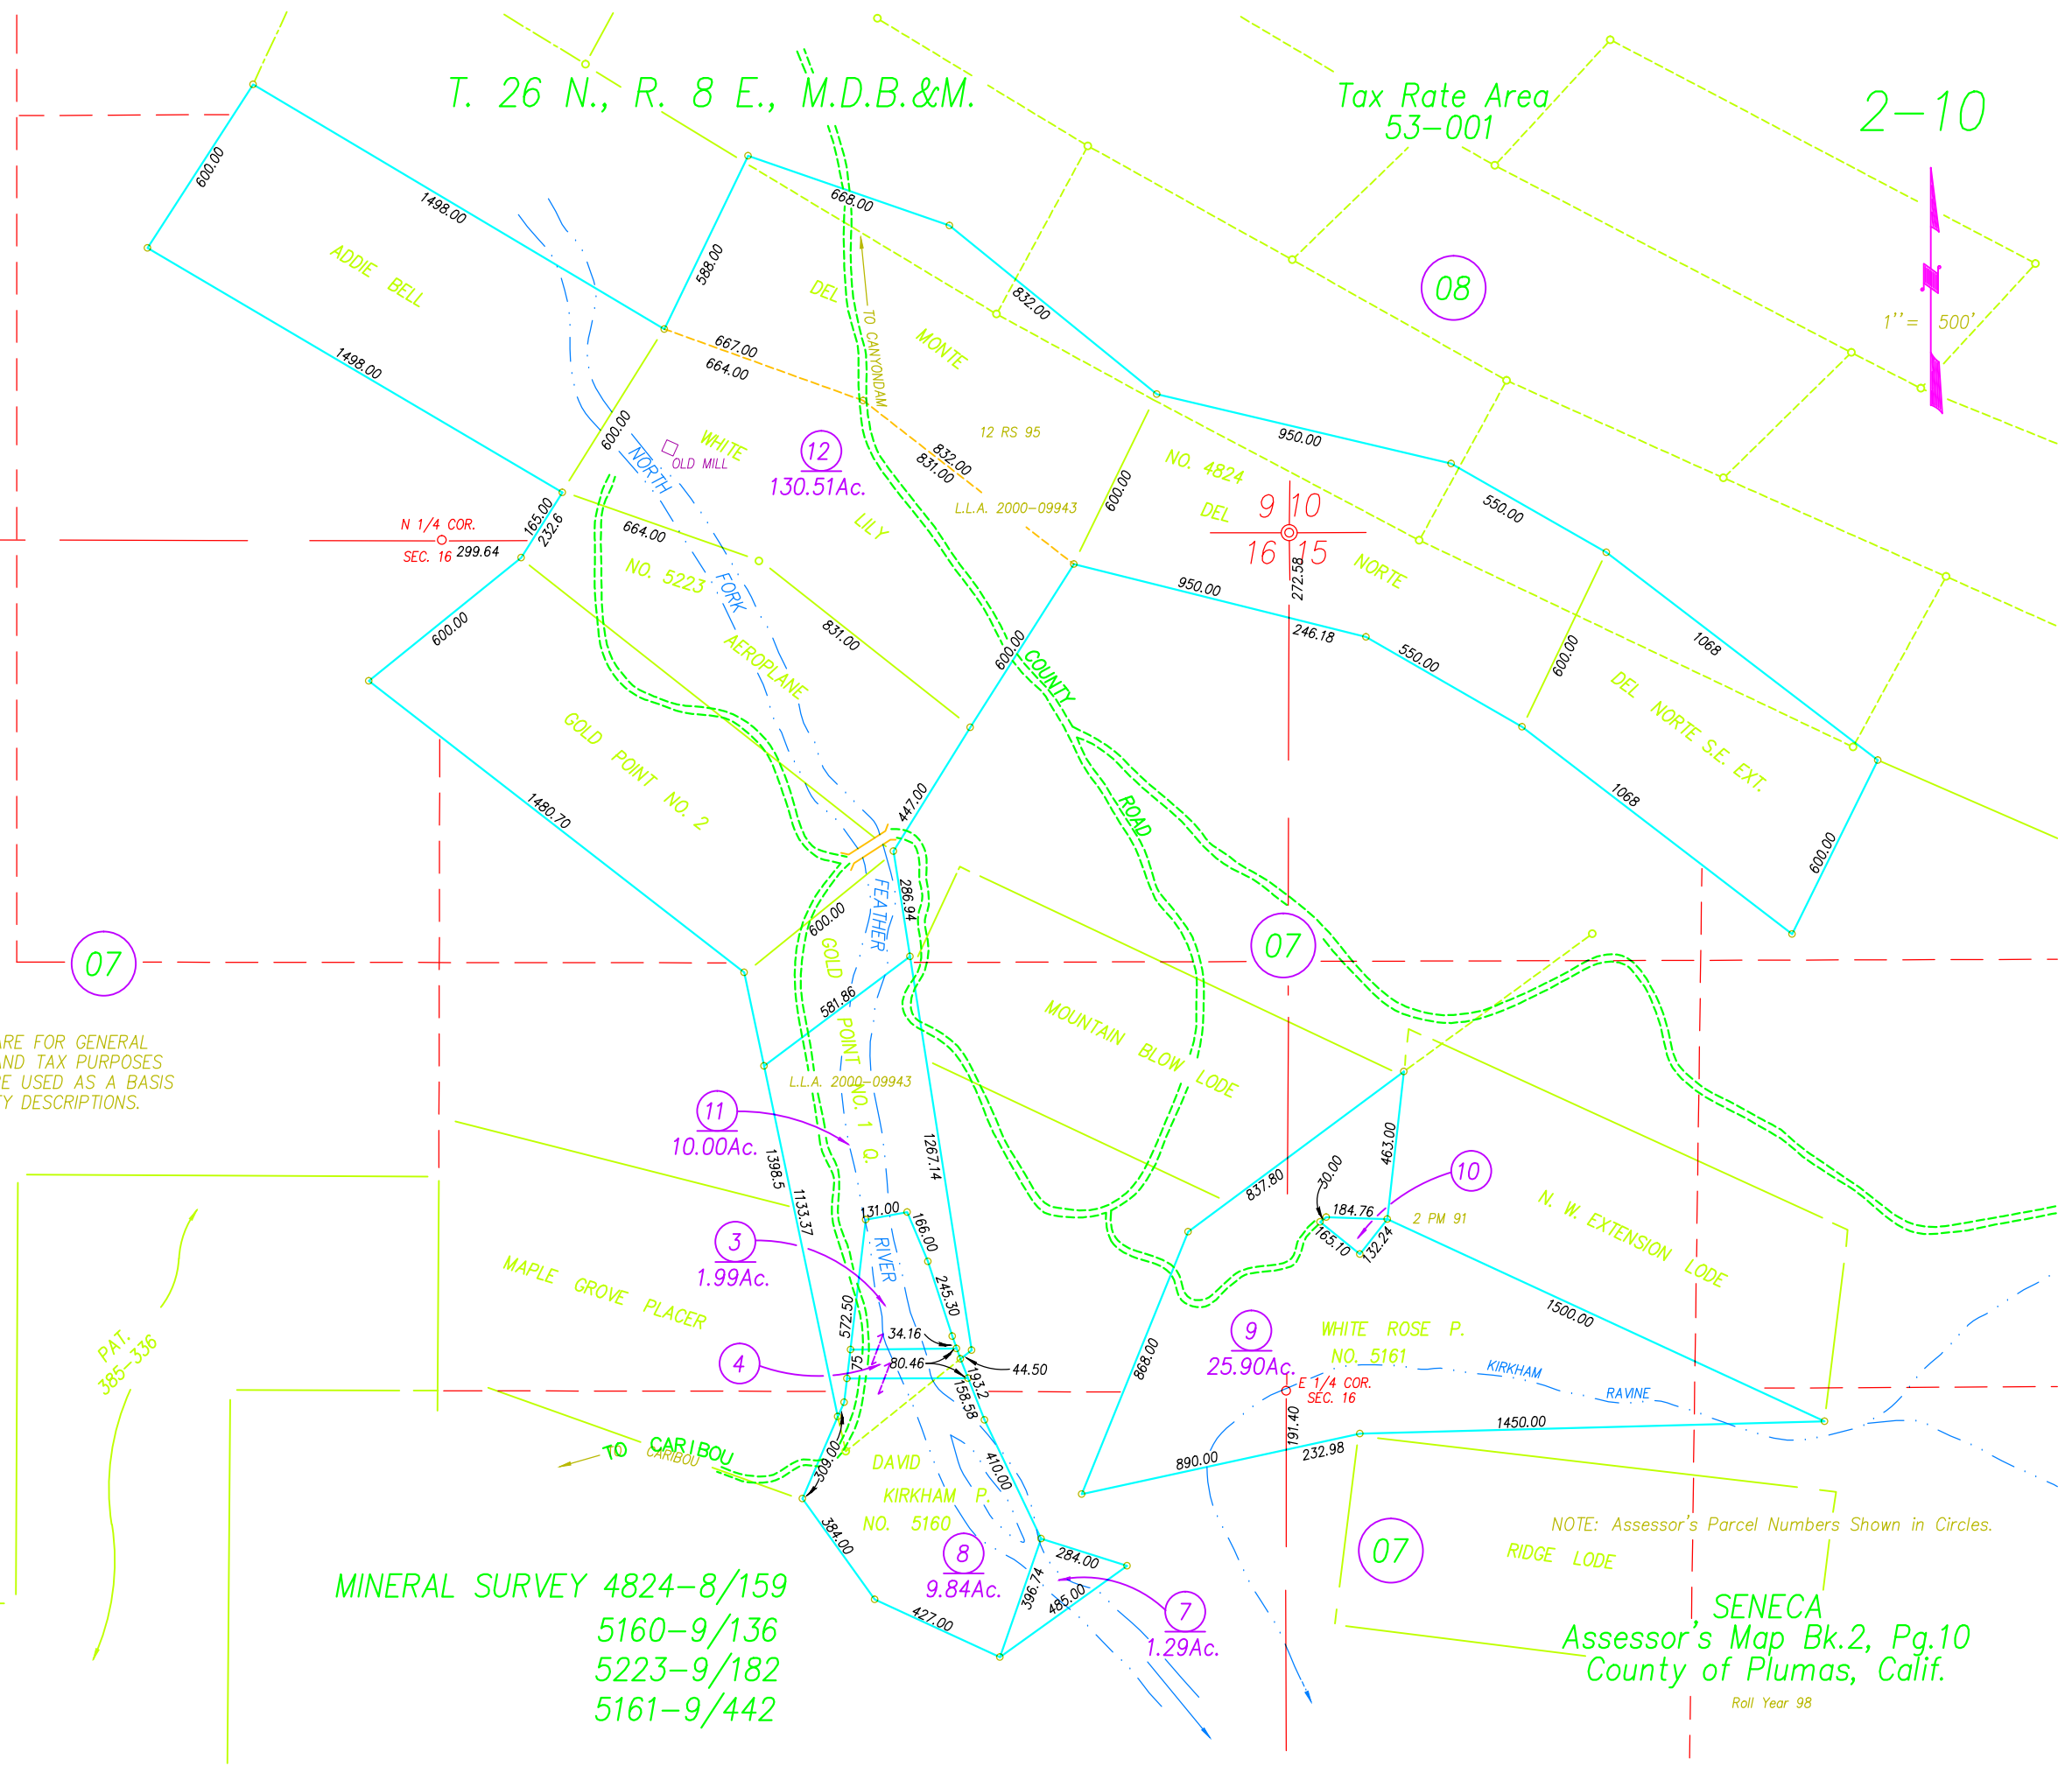 T. 26 N., R. 8 E., M.D.B.&M.
Tax Rate Area
53-001
2-10
1''= 500'
08
600.00
1498.00
ADDIE BELL
1498.00
588.00
668.00
DEL MONTE
832.00
TO CANYONDAM
667.00
664.00
600.00
WHITE LILY
OLD MILL
12
130.51Ac.
12 RS 95
832.00
831.00
L.L.A. 2000-09943
600.00
NO. 4824
DEL NORTE
950.00
550.00
9 10
16 15
272.58
950.00
246.18
550.00
600.00
1068
DEL NORTE S.E. EXT.
1068
600.00
N 1/4 COR.
SEC. 16
299.64
165.00
232.6
664.00
NO. 5223
831.00
AEROPLANE
600.00
NORTH FORK
FEATHER RIVER
COUNTY ROAD
600.00
447.00
GOLD POINT NO. 2
1480.70
600.00
286.94
07
07
ARE FOR GENERAL
AND TAX PURPOSES
BE USED AS A BASIS
TY DESCRIPTIONS.
581.86
GOLD POINT NO. 1 Q.
L.L.A. 2000-09943
MOUNTAIN BLOW LODE
11
10.00Ac.
1267.14
1398.5
1133.37
131.00
166.00
245.30
3
1.99Ac.
572.50
34.16
80.46
44.50
4
75
193.2
158.58
MAPLE GROVE PLACER
PAT.
385-336
837.80
463.00
30.00
184.76
165.10
132.24
10
2 PM 91
N. W. EXTENSION LODE
1500.00
868.00
9
25.90Ac.
WHITE ROSE P.
NO. 5161
KIRKHAM RAVINE
E 1/4 COR.
SEC. 16
191.40
1450.00
890.00
232.98
TO CARIBOU
TO CARIBOU
309.00
DAVID
KIRKHAM P.
NO. 5160
410.00
384.00
427.00
8
9.84Ac.
396.74
284.00
485.00
7
1.29Ac.
07
NOTE: Assessor's Parcel Numbers Shown in Circles.
RIDGE LODE
MINERAL SURVEY 4824-8/159
5160-9/136
5223-9/182
5161-9/442
, SENECA
Assessor's Map Bk.2, Pg.10
County of Plumas, Calif.
Roll Year 98